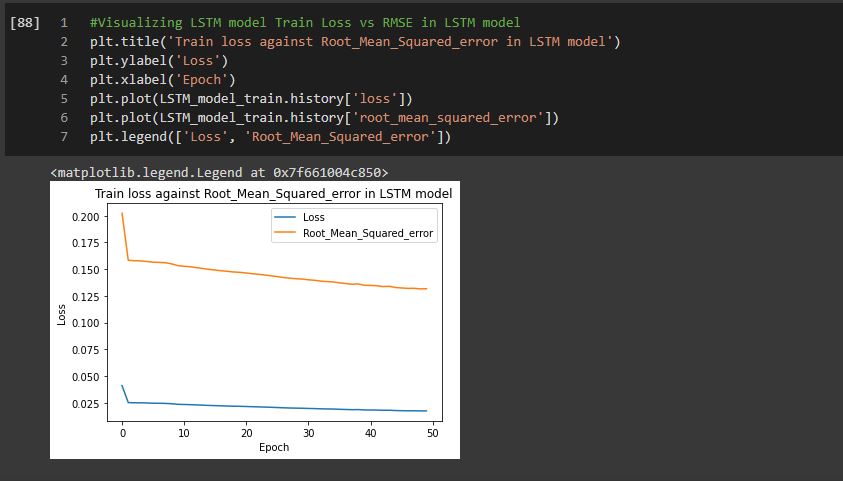 [88] 1 #Visualizing LSTM model Train Loss vs RMSE in LSTM model
2 plt.title('Train loss against Root_Mean_Squared_error in LSTM model')
3 plt.ylabel('Loss')
4 plt.xlabel('Epoch')
5 plt.plot(LSTM_model_train.history['loss'])
6 plt.plot(LSTM_model_train.history['root_mean_squared_error'])
7 plt.legend(['Loss', 'Root_Mean_Squared_error'])
<matplotlib.legend.Legend at 0x7f661004c850>
Train loss against Root_Mean_Squared_error in LSTM model
Loss
Root_Mean_Squared_error
0.200
0.175
0.150
0.125
0.100
0.075
0.050
0.025
Loss
0 10 20 30 40 50
Epoch